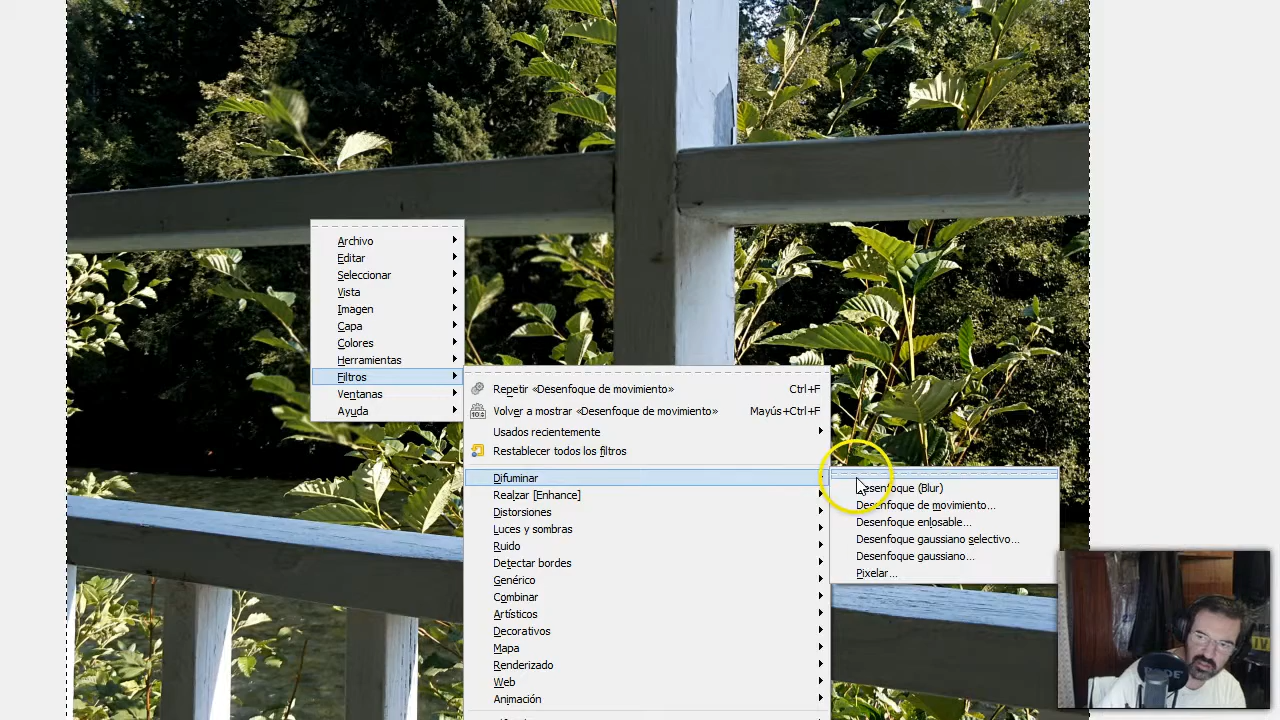 Archivo
Editar
Seleccionar
Vista
Imagen
Capa
Colores
Herramientas
Filtros
Ventanas
Ayuda
Repetir «Desenfoque de movimiento» Ctrl+F
Volver a mostrar «Desenfoque de movimiento» Mayús+Ctrl+F
Usados recientemente
Restablecer todos los filtros
Difuminar
Realzar [Enhance]
Distorsiones
Luces y sombras
Ruido
Detectar bordes
Genérico
Combinar
Artísticos
Decorativos
Mapa
Renderizado
Web
Animación
Desenfoque (Blur)
Desenfoque de movimiento...
Desenfoque enlosable...
Desenfoque gaussiano selectivo...
Desenfoque gaussiano...
Pixelar...
RODE